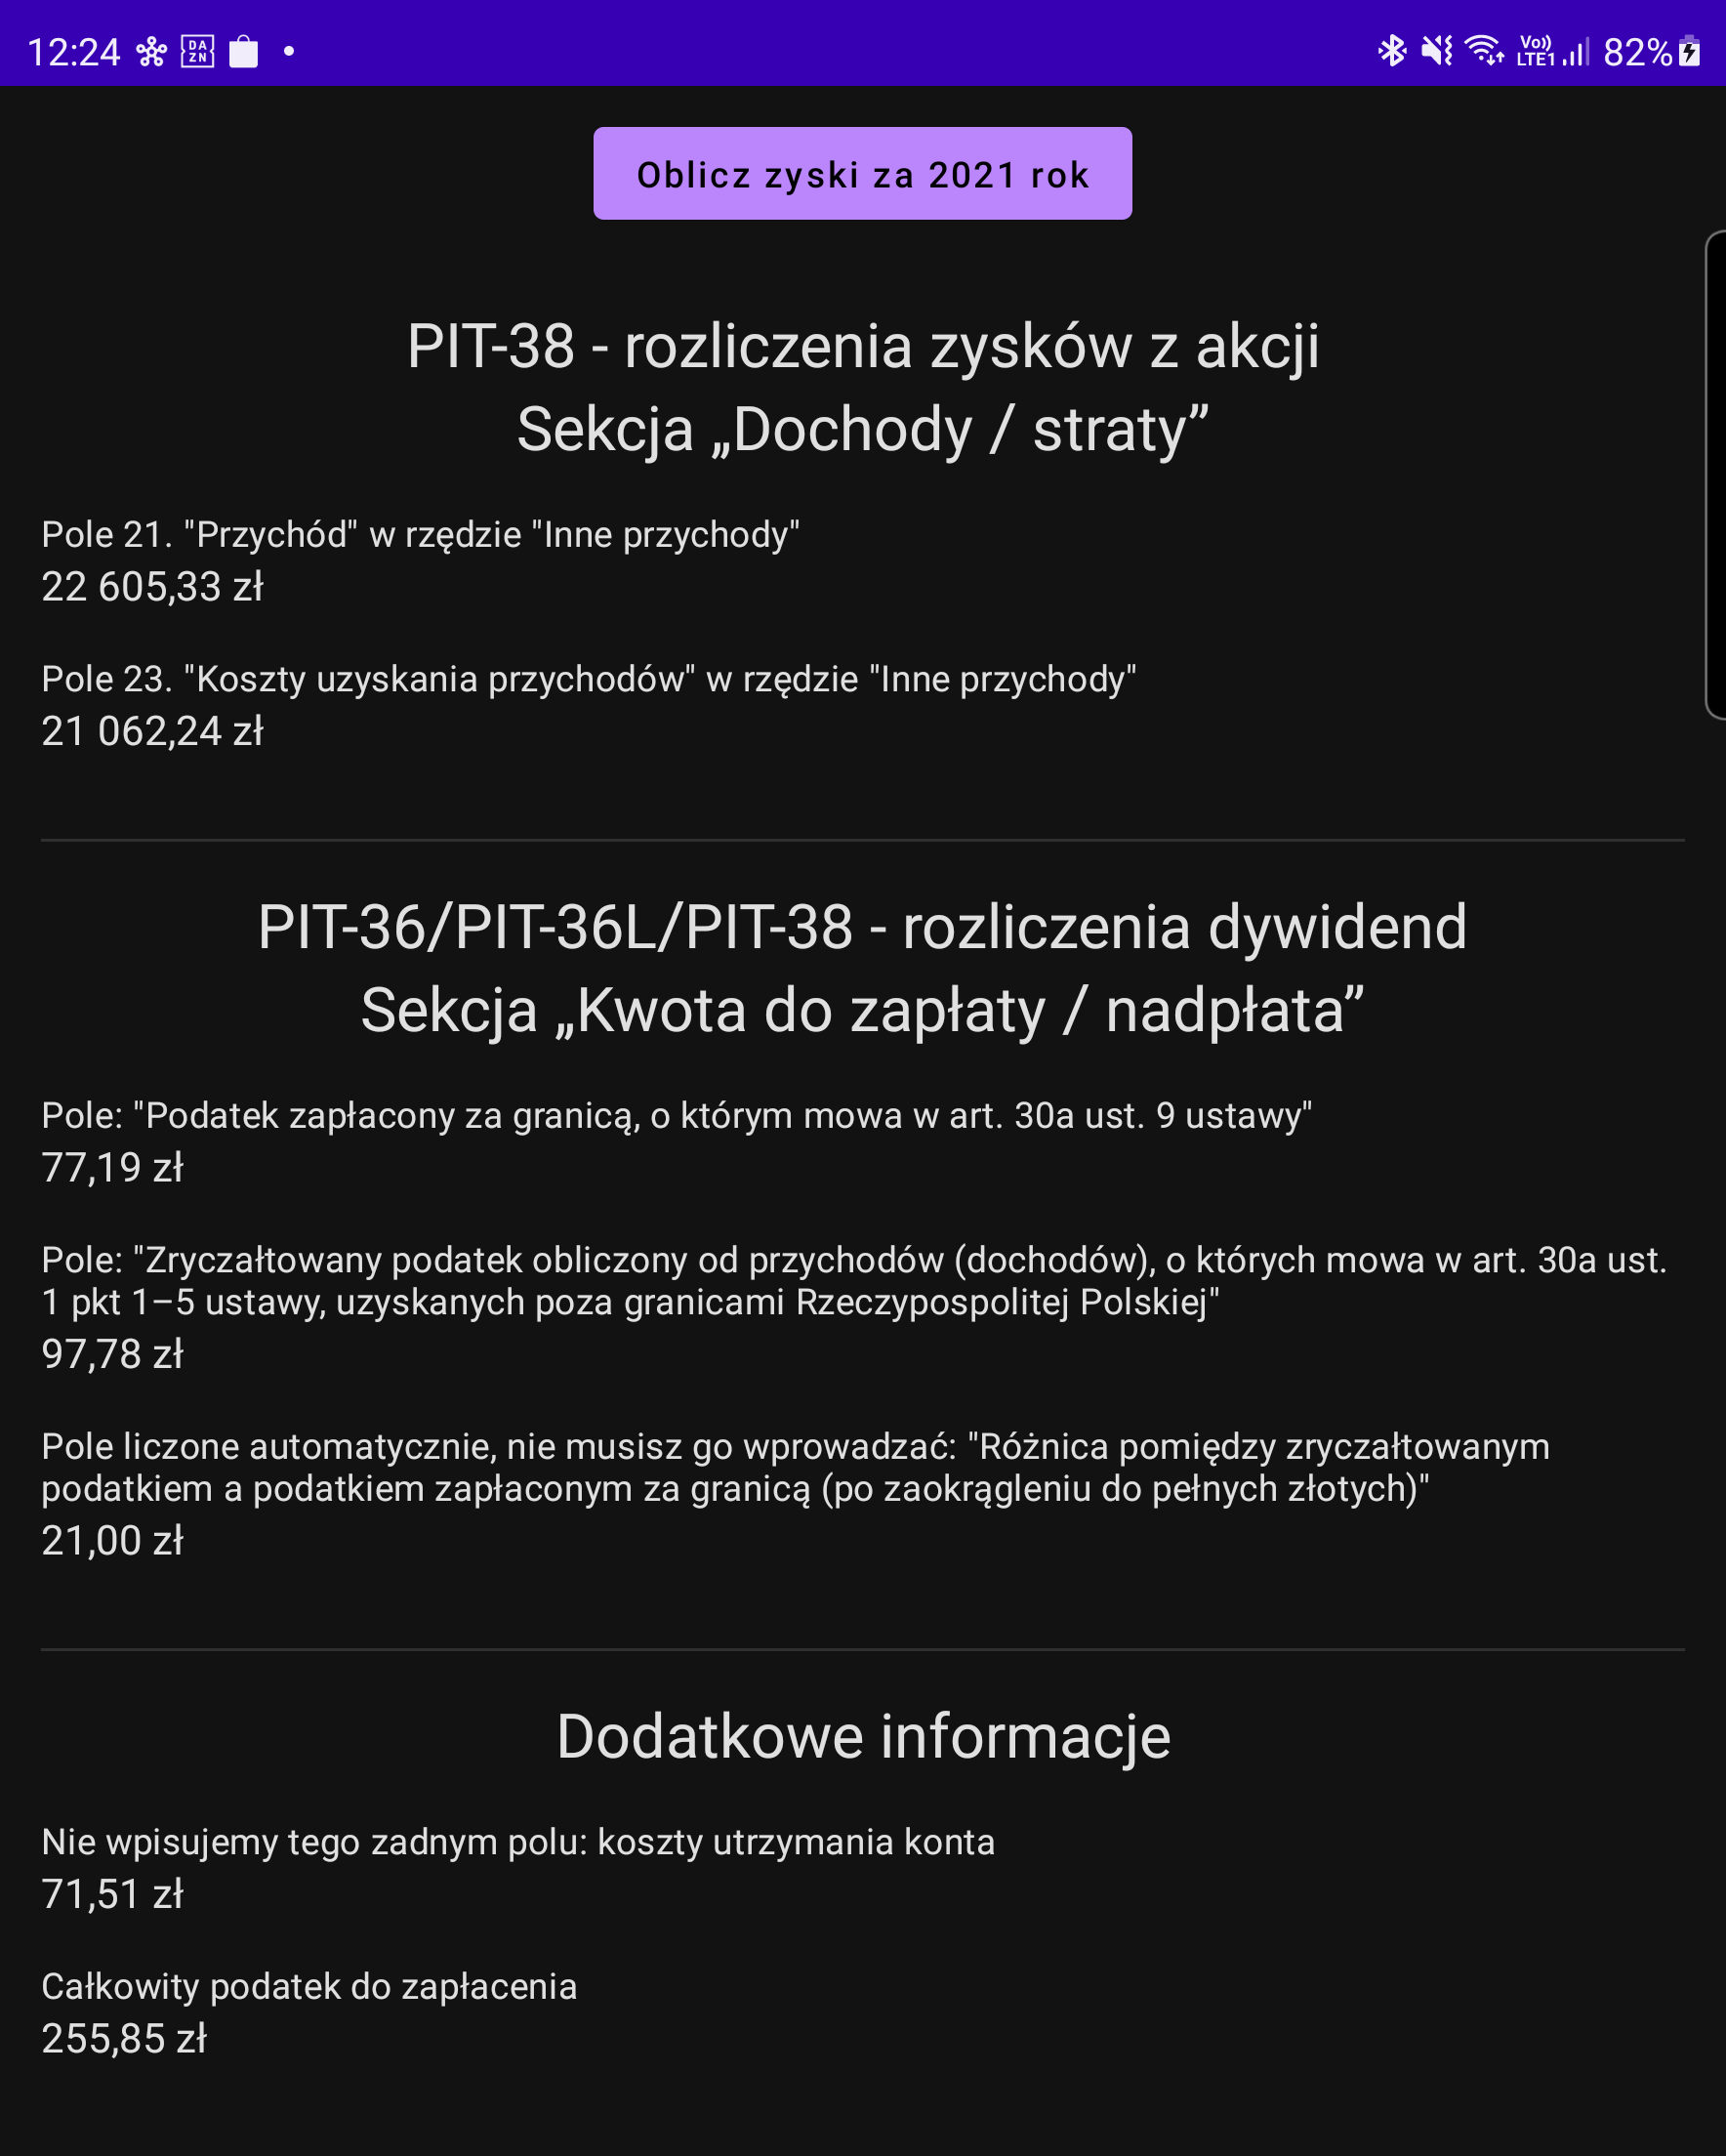 12:24
DA
ZN
Vo))
LTE1
82%
Oblicz zyski za 2021 rok
PIT-38 - rozliczenia zysków z akcji
Sekcja „Dochody / straty”
Pole 21. "Przychód" w rzędzie "Inne przychody"
22 605,33 zł
Pole 23. "Koszty uzyskania przychodów" w rzędzie "Inne przychody"
21 062,24 zł
PIT-36/PIT-36L/PIT-38 - rozliczenia dywidend
Sekcja „Kwota do zapłaty / nadpłata”
Pole: "Podatek zapłacony za granicą, o którym mowa w art. 30a ust. 9 ustawy"
77,19 zł
Pole: "Zryczałtowany podatek obliczony od przychodów (dochodów), o których mowa w art. 30a ust.
1 pkt 1–5 ustawy, uzyskanych poza granicami Rzeczypospolitej Polskiej"
97,78 zł
Pole liczone automatycznie, nie musisz go wprowadzać: "Różnica pomiędzy zryczałtowanym
podatkiem a podatkiem zapłaconym za granicą (po zaokrągleniu do pełnych złotych)"
21,00 zł
Dodatkowe informacje
Nie wpisujemy tego zadnym polu: koszty utrzymania konta
71,51 zł
Całkowity podatek do zapłacenia
255,85 zł